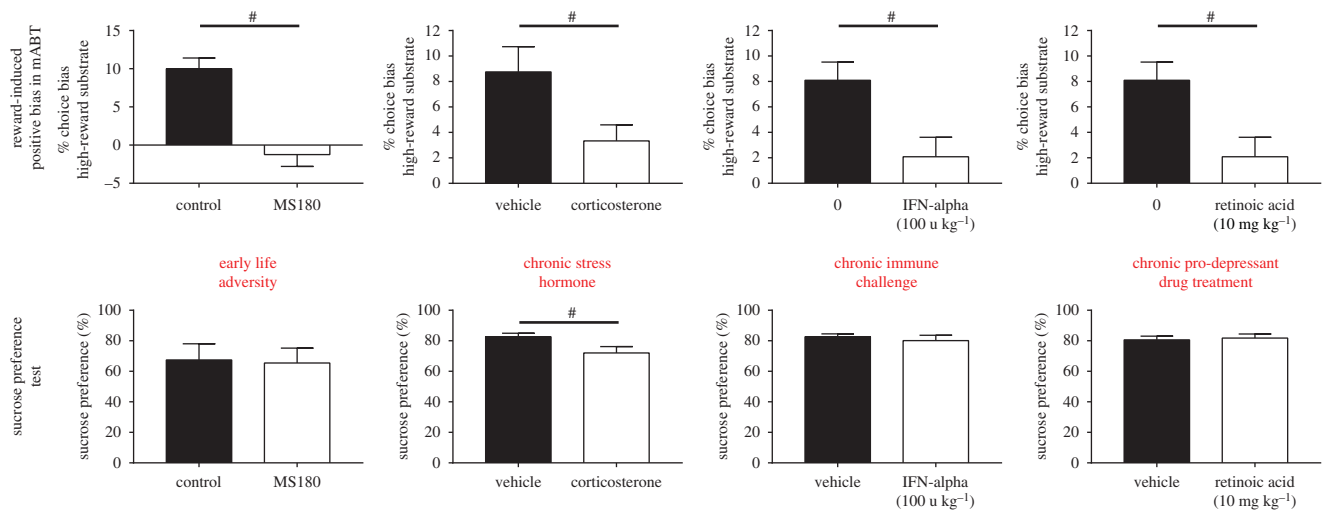 reward-induced
positive bias in mABT
% choice bias
high-reward substrate
15
10
5
0
–5
#
control
MS180
% choice bias
high-reward substrate
12
10
8
6
4
2
0
#
vehicle
corticosterone
% choice bias
high-reward substrate
12
10
8
6
4
2
0
#
0
IFN-alpha
(100 u kg–1)
% choice bias
high-reward substrate
12
10
8
6
4
2
0
#
0
retinoic acid
(10 mg kg–1)
early life
adversity
chronic stress
hormone
chronic immune
challenge
chronic pro-depressant
drug treatment
sucrose preference
test
sucrose preference (%)
100
80
60
40
20
0
control
MS180
sucrose preference (%)
100
80
60
40
20
0
#
vehicle
corticosterone
sucrose preference (%)
100
80
60
40
20
0
vehicle
IFN-alpha
(100 u kg–1)
sucrose preference (%)
100
80
60
40
20
0
vehicle
retinoic acid
(10 mg kg–1)